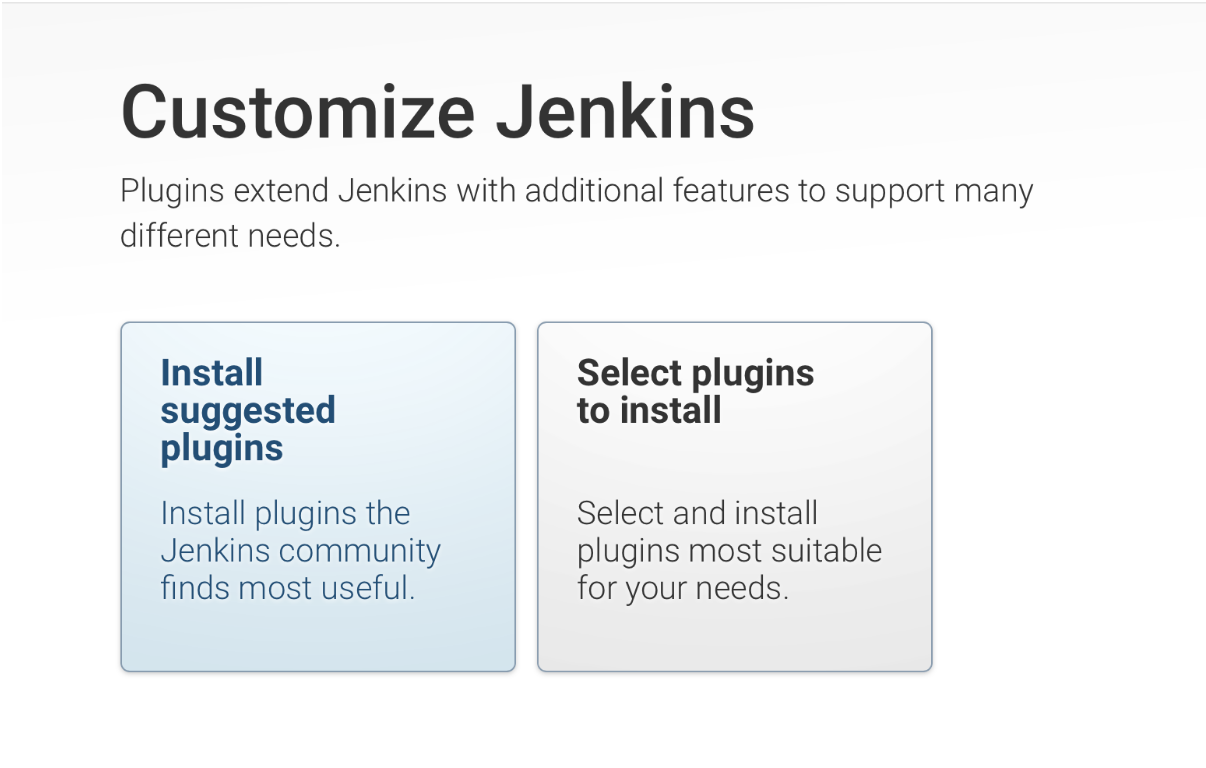 Customize Jenkins
Plugins extend Jenkins with additional features to support many
different needs.
Install
suggested
plugins
Install plugins the
Jenkins community
finds most useful.
Select plugins
to install
Select and install
plugins most suitable
for your needs.